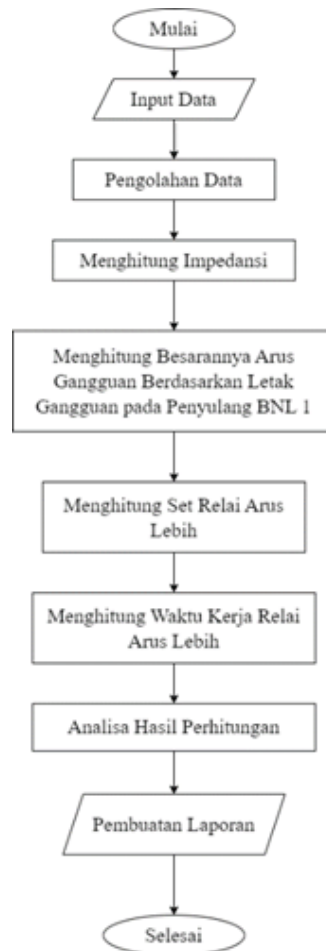 Mulai
Input Data
Pengolahan Data
Menghitung Impedansi
Menghitung Besarannya Arus
Gangguan Berdasarkan Letak
Gangguan pada Penyulang BNL 1
Menghitung Set Relai Arus
Lebih
Menghitung Waktu Kerja Relai
Arus Lebih
Analisa Hasil Perhitungan
Pembuatan Laporan
Selesai